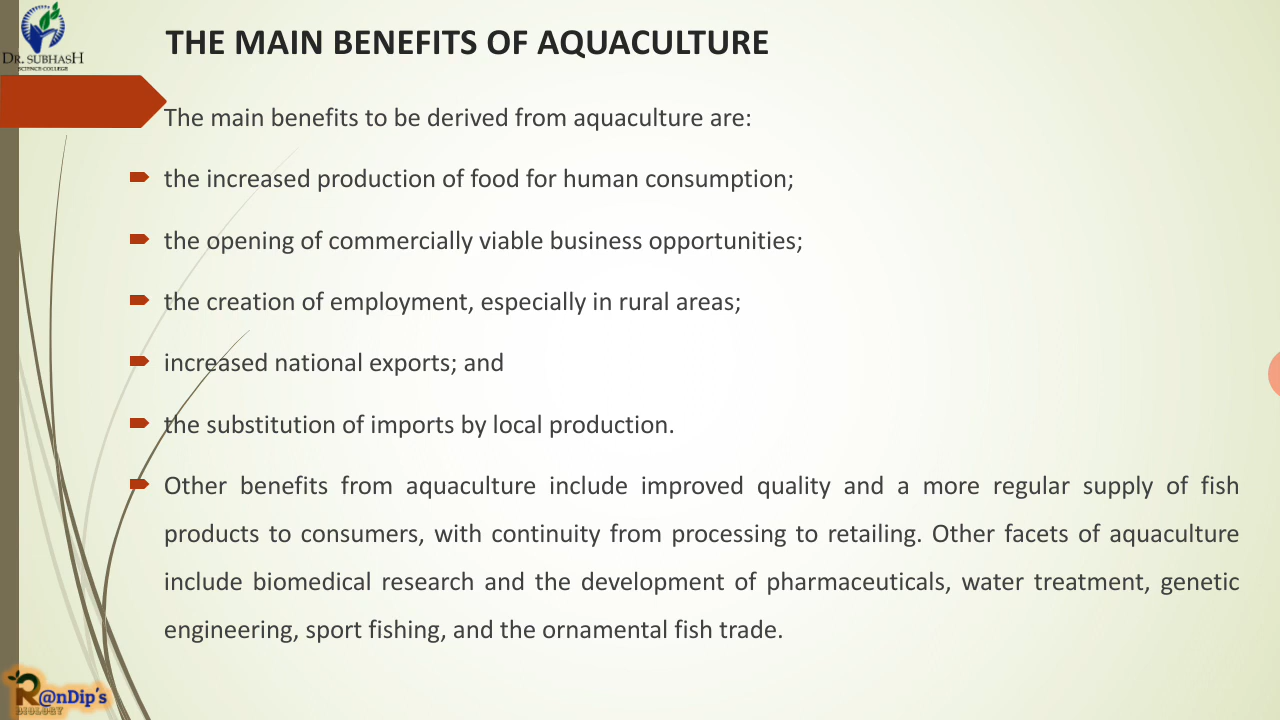 DR. SUBHASH
SCIENCE COLLEGE
THE MAIN BENEFITS OF AQUACULTURE
The main benefits to be derived from aquaculture are:
the increased production of food for human consumption;
the opening of commercially viable business opportunities;
the creation of employment, especially in rural areas;
increased national exports; and
the substitution of imports by local production.
Other benefits from aquaculture include improved quality and a more regular supply of fish
products to consumers, with continuity from processing to retailing. Other facets of aquaculture
include biomedical research and the development of pharmaceuticals, water treatment, genetic
engineering, sport fishing, and the ornamental fish trade.
R@nDip's
BIOLOGY